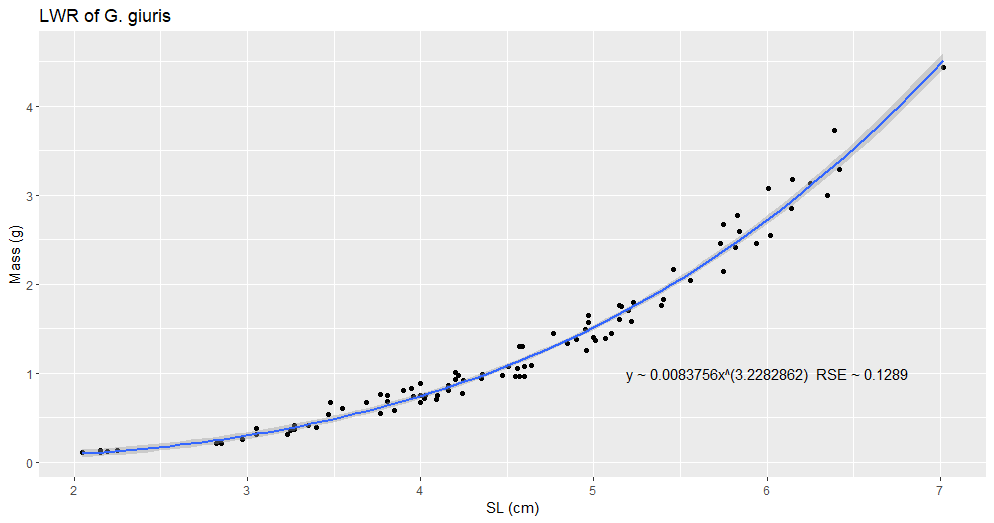 LWR of G. giuris
Mass (g)
4
3
2
1
0
y ~ 0.0083756x^(3.2282862)  RSE ~ 0.1289
2 3 4 5 6 7
SL (cm)